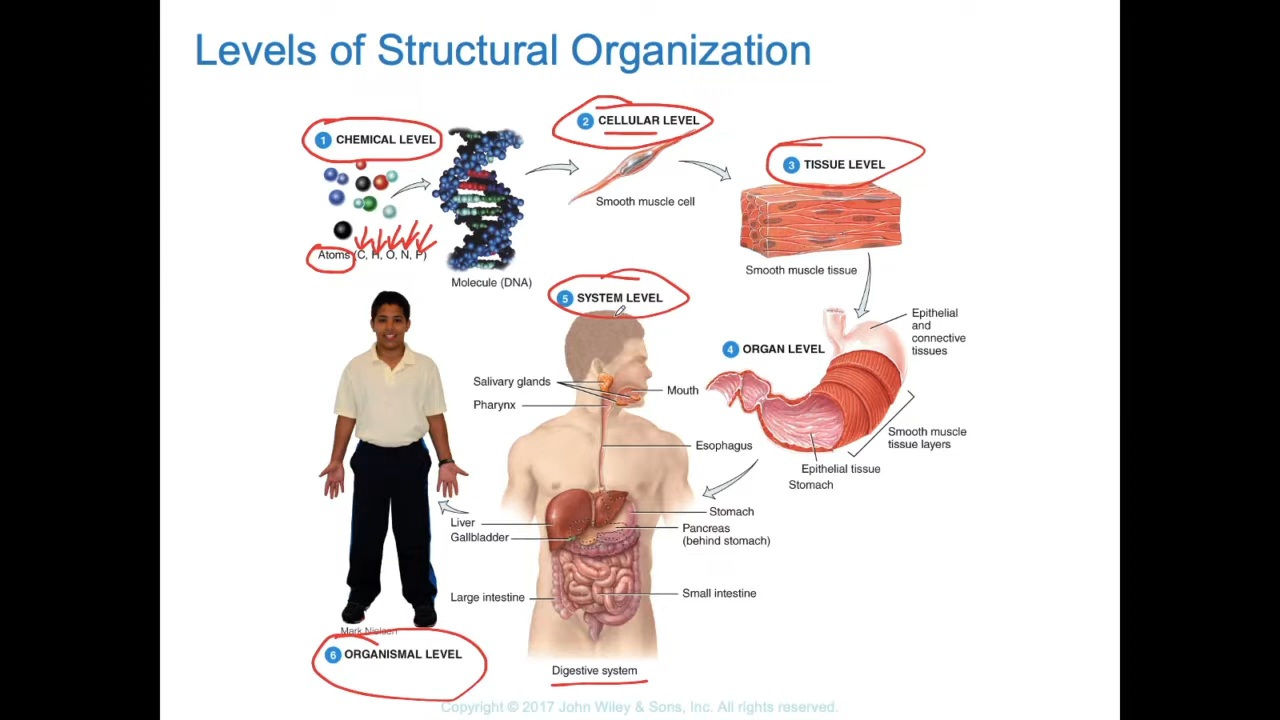 Levels of Structural Organization
1 CHEMICAL LEVEL
Atoms (C, H, O, N, P)
Molecule (DNA)
2 CELLULAR LEVEL
Smooth muscle cell
3 TISSUE LEVEL
Smooth muscle tissue
4 ORGAN LEVEL
Epithelial
and
connective
tissues
Smooth muscle
tissue layers
Epithelial tissue
Stomach
5 SYSTEM LEVEL
Salivary glands
Mouth
Pharynx
Esophagus
Stomach
Liver
Pancreas
(behind stomach)
Gallbladder
Small intestine
Large intestine
Digestive system
Mark Nielsen
6 ORGANISMAL LEVEL
Copyright © 2017 John Wiley & Sons, Inc. All rights reserved.